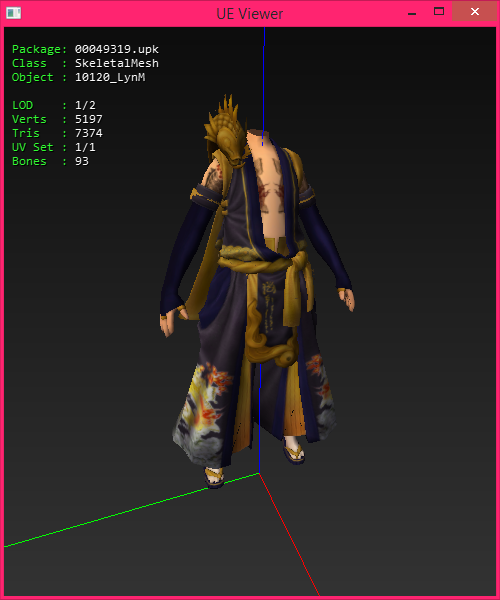 UE Viewer
Package: 00049319.upk
Class  : SkeletalMesh
Object : 10120_LynM
LOD    : 1/2
Verts  : 5197
Tris   : 7374
UV Set : 1/1
Bones  : 93